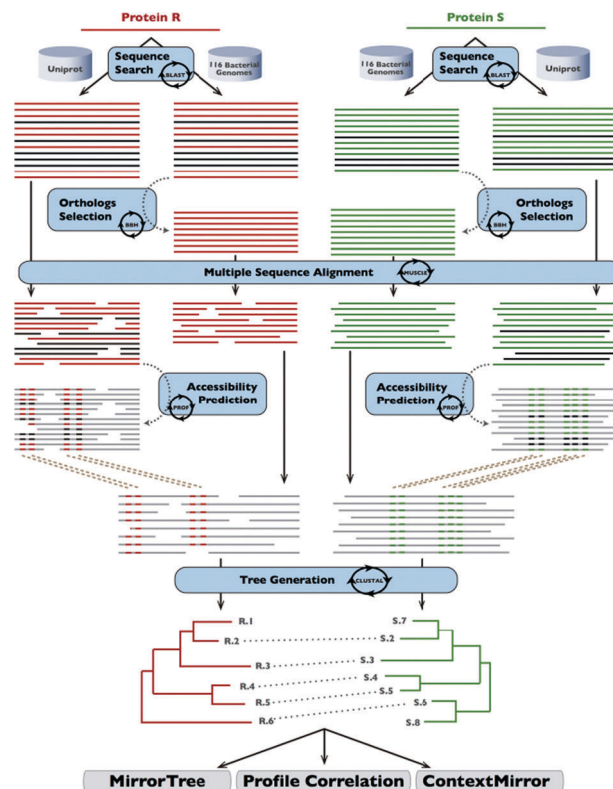 Protein R
Protein S
Uniprot
Sequence
Search
BLAST
116 Bacterial
Genomes
116 Bacterial
Genomes
Sequence
Search
BLAST
Uniprot
Orthologs
Selection
BBH
Orthologs
Selection
BBH
Multiple Sequence Alignment
MUSCLE
Accessibility
Prediction
PROF
Accessibility
Prediction
PROF
Tree Generation
CLUSTAL
R.1
S.7
R.2
S.2
R.3
S.3
R.4
S.4
R.5
S.5
R.6
S.6
S.8
MirrorTree
Profile Correlation
ContextMirror